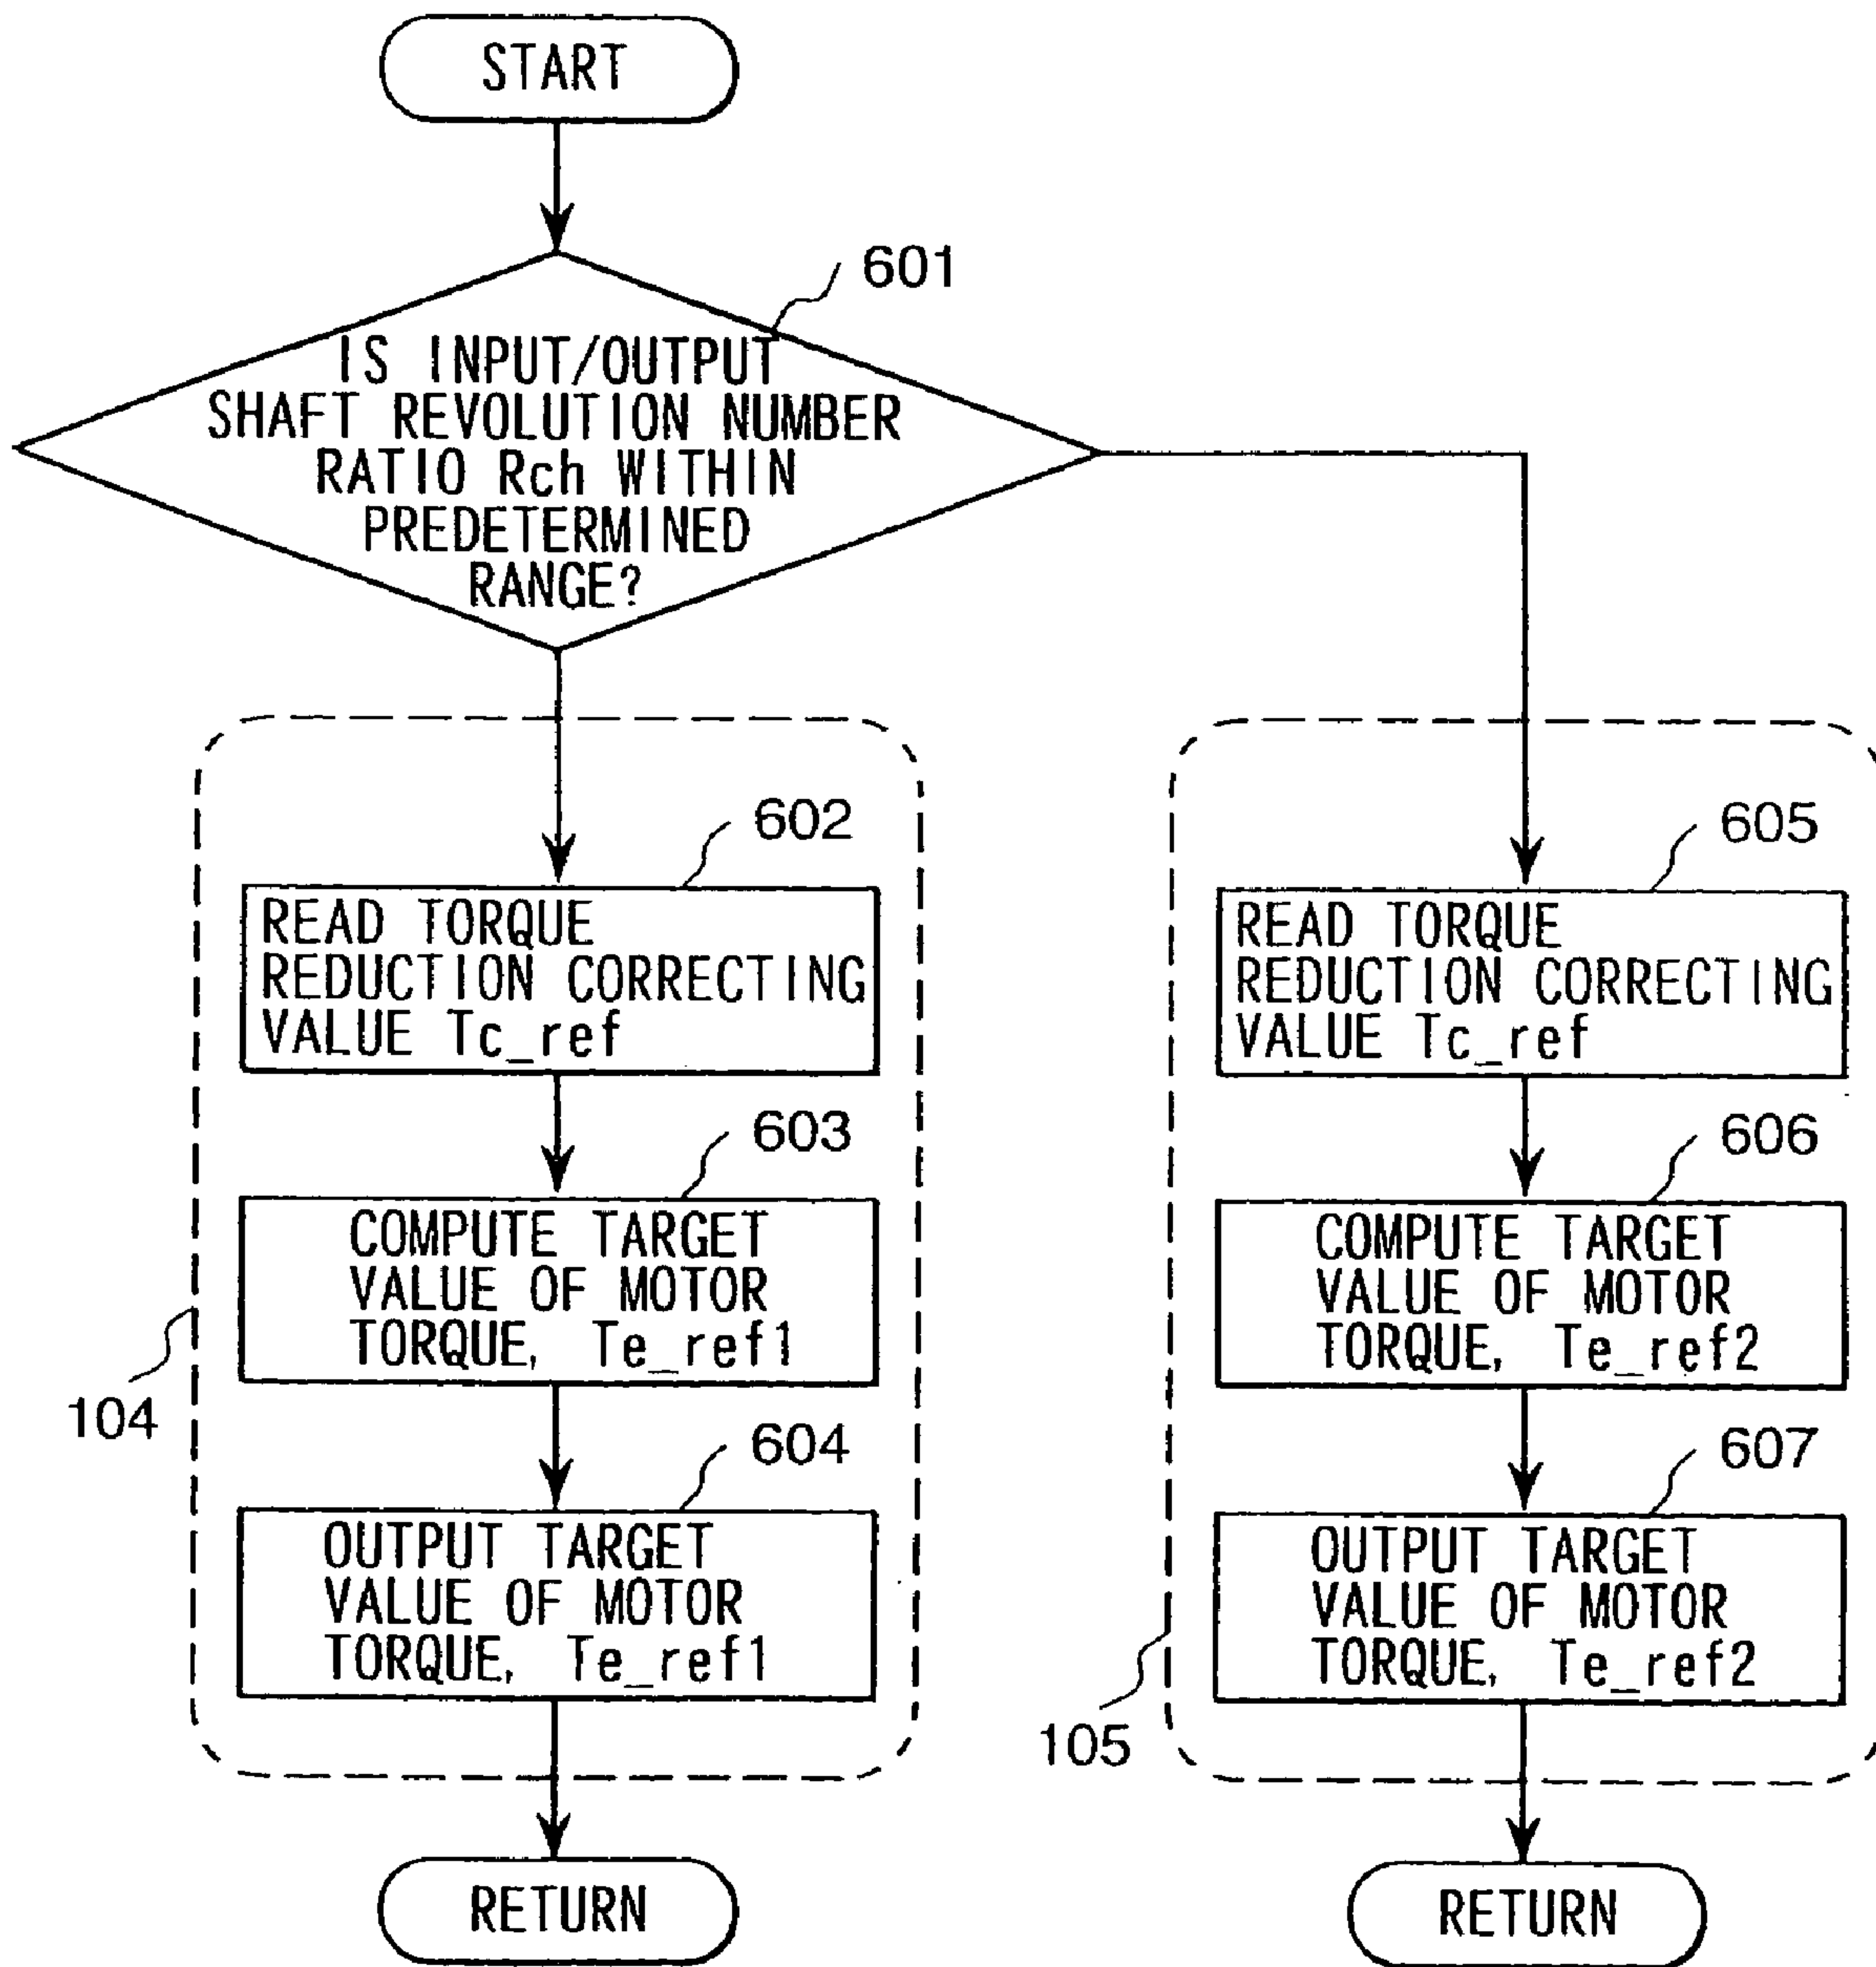 START
601
IS INPUT/OUTPUT
SHAFT REVOLUTION NUMBER
RATIO Rch WITHIN
PREDETERMINED
RANGE?
602
READ TORQUE
REDUCTION CORRECTING
VALUE Tc_ref
603
COMPUTE TARGET
VALUE OF MOTOR
TORQUE, Te_ref1
104
604
OUTPUT TARGET
VALUE OF MOTOR
TORQUE, Te_ref1
RETURN
605
READ TORQUE
REDUCTION CORRECTING
VALUE Tc_ref
606
COMPUTE TARGET
VALUE OF MOTOR
TORQUE, Te_ref2
607
OUTPUT TARGET
VALUE OF MOTOR
TORQUE, Te_ref2
105
RETURN